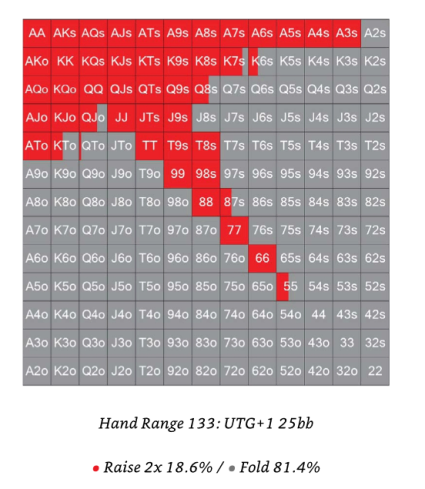 AA AKs AQs AJs ATs A9s A8s A7s A6s A5s A4s A3s A2s
AKo KK KQs KJs KTs K9s K8s K7s K6s K5s K4s K3s K2s
AQo KQo QQ QJs QTs Q9s Q8s Q7s Q6s Q5s Q4s Q3s Q2s
AJo KJo QJo JJ JTs J9s J8s J7s J6s J5s J4s J3s J2s
ATo KTo QTo JTo TT T9s T8s T7s T6s T5s T4s T3s T2s
A9o K9o Q9o J9o T9o 99 98s 97s 96s 95s 94s 93s 92s
A8o K8o Q8o J8o T8o 98o 88 87s 86s 85s 84s 83s 82s
A7o K7o Q7o J7o T7o 97o 87o 77 76s 75s 74s 73s 72s
A6o K6o Q6o J6o T6o 96o 86o 76o 66 65s 64s 63s 62s
A5o K5o Q5o J5o T5o 95o 85o 75o 65o 55 54s 53s 52s
A4o K4o Q4o J4o T4o 94o 84o 74o 64o 54o 44 43s 42s
A3o K3o Q3o J3o T3o 93o 83o 73o 63o 53o 43o 33 32s
A2o K2o Q2o J2o T2o 92o 82o 72o 62o 52o 42o 32o 22
Hand Range 133: UTG+1 25bb
• Raise 2x 18.6% / • Fold 81.4%